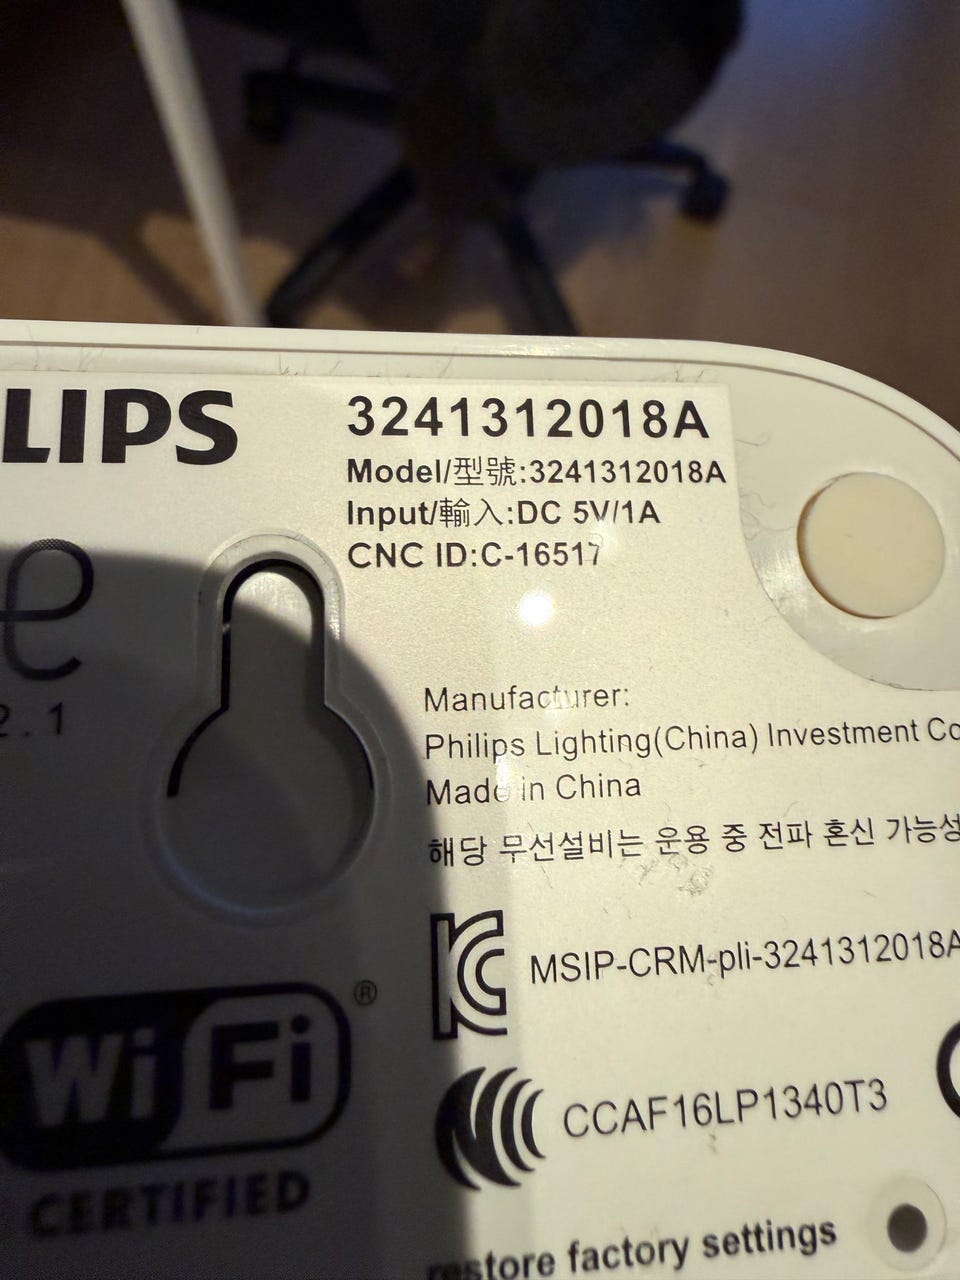 LIPS
3241312018A
Model/型號:3241312018A
Input/輸入:DC 5V/1A
CNC ID:C-16517
e
2.1
Manufacturer:
Philips Lighting(China) Investment Co
Made in China
해당 무선설비는 운용 중 전파 혼신 가능성
MSIP-CRM-pli-3241312018A
WiFi®
CERTIFIED
CCAF16LP1340T3
restore factory settings